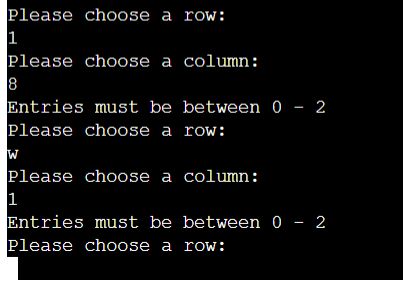 Please choose a row:
1
Please choose a column:
8
Entries must be between 0 - 2
Please choose a row:
w
Please choose a column:
1
Entries must be between 0 - 2
Please choose a row: